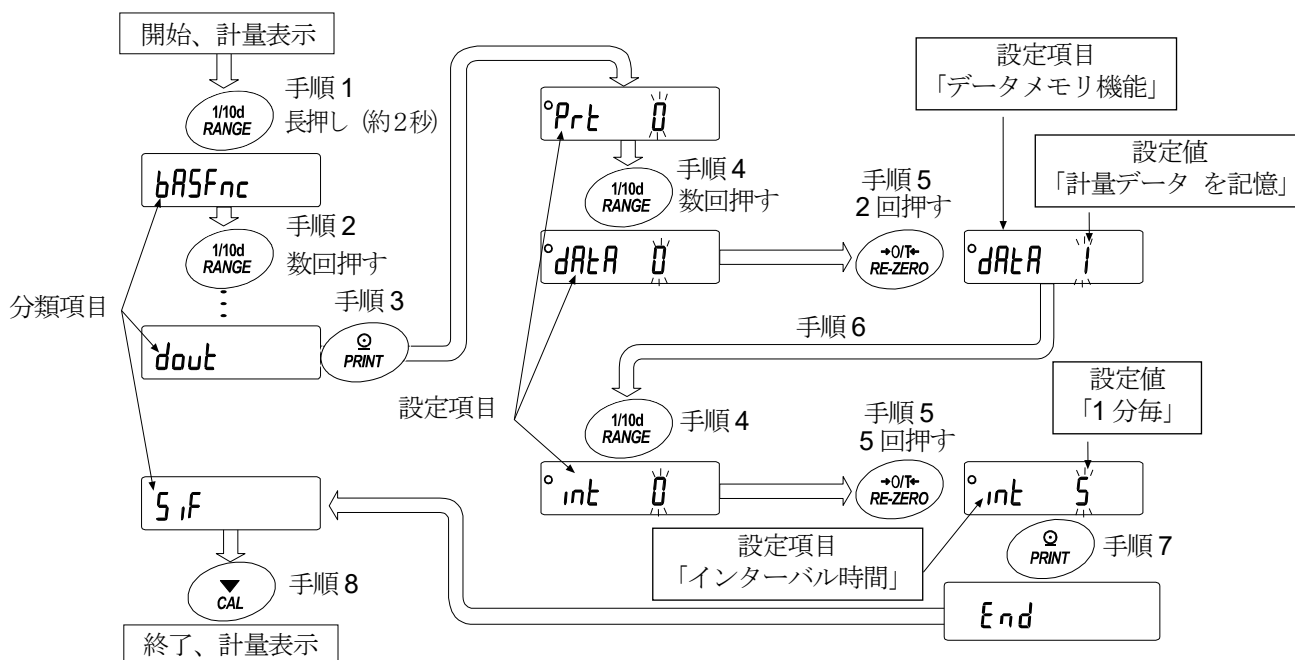 開始、計量表示
手順 1
長押し (約2秒)
1/10d
RANGE
bASFnc
手順 2
数回押す
1/10d
RANGE
分類項目
dout
手順 3
PRINT
Prt 0
手順 4
数回押す
1/10d
RANGE
dAtA 0
手順 5
2 回押す
→0/T←
RE-ZERO
設定項目
「データメモリ機能」
設定値
「計量データ を記憶」
dAtA 1
手順 6
設定項目
1/10d
RANGE
手順 4
int 0
手順 5
5 回押す
→0/T←
RE-ZERO
設定値
「1 分毎」
int 5
設定項目
「インターバル時間」
PRINT
手順 7
End
SiF
CAL
手順 8
終了、計量表示